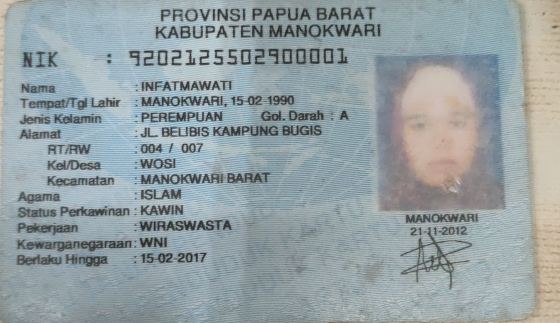 PROVINSI PAPUA BARAT
KABUPATEN MANOKWARI
NIK : 9202125502900001
Nama : INFATMAWATI
Tempat/Tgl Lahir : MANOKWARI, 15-02-1990
Jenis Kelamin : PEREMPUAN Gol. Darah : A
Alamat : JL BELIBIS KAMPUNG BUGIS
RT/RW : 004 / 007
Kel/Desa : WOSI
Kecamatan : MANOKWARI BARAT
Agama : ISLAM
Status Perkawinan : KAWIN
Pekerjaan : WIRASWASTA
Kewarganegaraan : WNI
Berlaku Hingga : 15-02-2017
MANOKWARI
21-11-2012